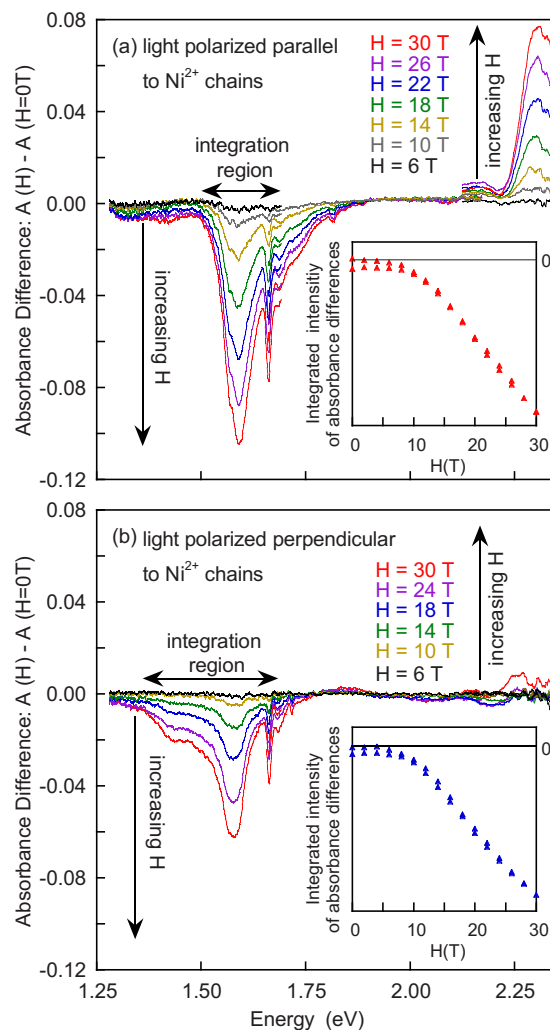 0.08
0.04
0.00
-0.04
-0.08
-0.12
Absorbance Difference: A (H) - A (H=0T)
(a) light polarized parallel
to Ni²⁺ chains
integration
region
H = 30 T
H = 26 T
H = 22 T
H = 18 T
H = 14 T
H = 10 T
H = 6 T
increasing H
increasing H
Integrated intensity
of absorbance differences
0
0
10
20
30
H(T)
0.08
0.04
0.00
-0.04
-0.08
-0.12
Absorbance Difference: A (H) - A (H=0T)
(b) light polarized perpendicular
to Ni²⁺ chains
integration
region
H = 30 T
H = 24 T
H = 18 T
H = 14 T
H = 10 T
H = 6 T
increasing H
increasing H
Integrated intensity
of absorbance differences
0
0
10
20
30
H(T)
1.25
1.50
1.75
2.00
2.25
Energy (eV)